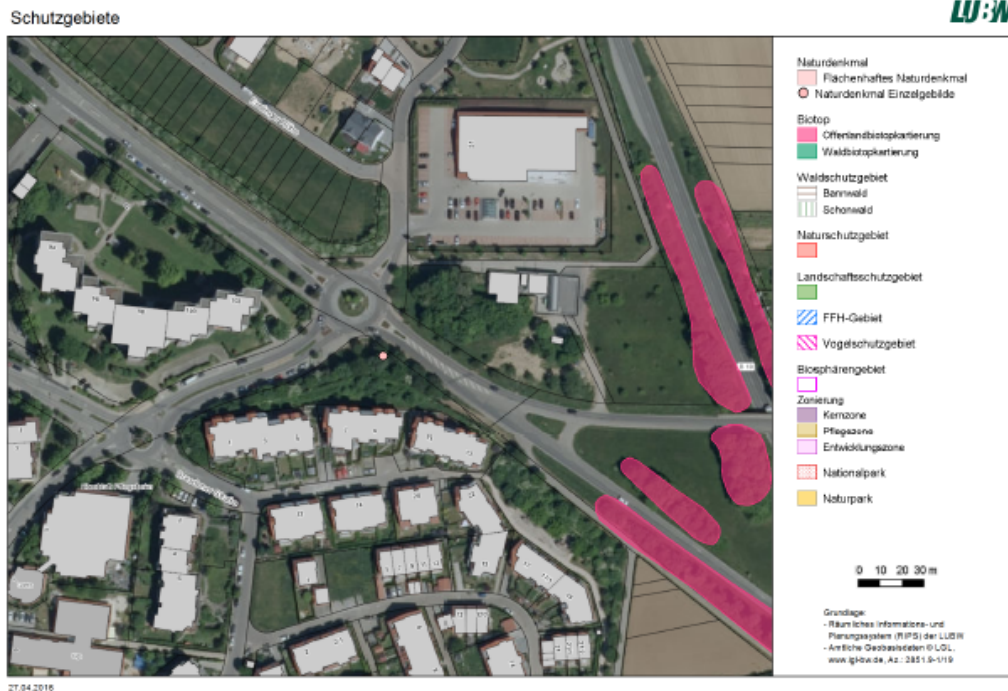 Schutzgebiete
LUBW
Naturdenkmal
Flächenhaftes Naturdenkmal
Naturdenkmal Einzelgebilde
Biotop
Offenlandbiotopkartierung
Waldbiotopkartierung
Waldschutzgebiet
Bannwald
Schonwald
Naturschutzgebiet
Landschaftsschutzgebiet
FFH-Gebiet
Vogelschutzgebiet
Biosphärengebiet
Zonierung
Kernzone
Pflegezone
Entwicklungszone
Nationalpark
Naturpark
0 10 20 30 m
Grundlage:
- Räumliches Informations- und
Planungssystem (RIPS) der LUBW
- Amtliche Geobasisdaten © LGL,
www.lgl-bw.de, Az.: 2851.9-1/19
27.04.2016